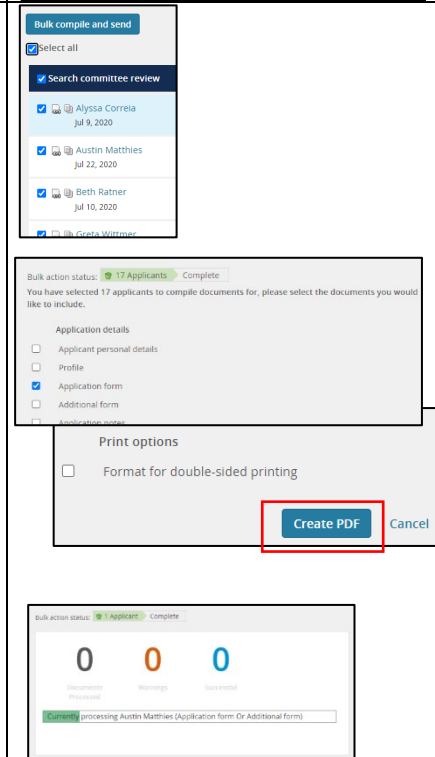 Bulk compile and send
Select all
Search committee review
Alyssa Correia
Jul 9, 2020
Austin Matthies
Jul 22, 2020
Beth Ratner
Jul 10, 2020
Greta Wittmer
Bulk action status: 17 Applicants Complete
You have selected 17 applicants to compile documents for, please select the documents you would
like to include.
Application details
Applicant personal details
Profile
Application form
Additional form
Application notes
Print options
Format for double-sided printing
Create PDF Cancel
Bulk action status: 1 Applicant Complete
0 0 0
Documents Warnings Successful
Processed
Currently processing Austin Matthies (Application form Or Additional form)